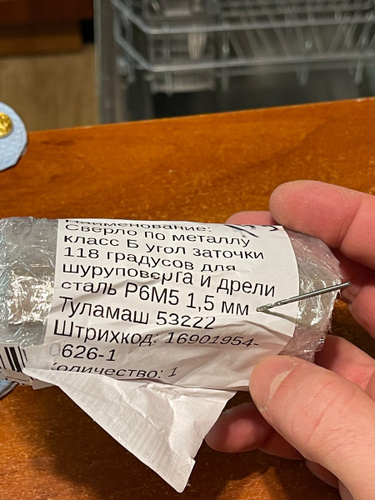 Наименование:
Сверло по металлу
класс Б угол заточки
118 градусов для
шуруповерта и дрели
сталь Р6М5 1,5 мм
Туламаш 53222
Штрихкод: 16901954-
0626-1
Количество: 1